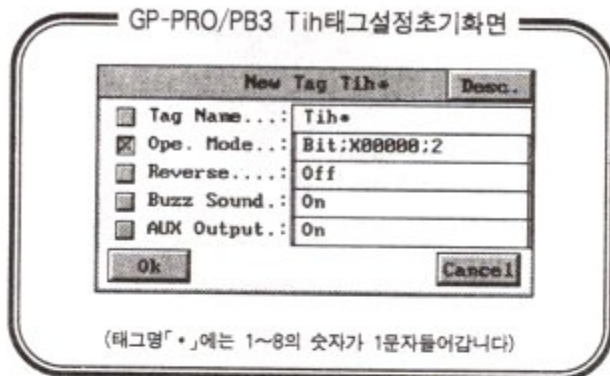 GP-PRO/PB3 Tih태그설정초기화면
New Tag Tih* Desc.
Tag Name...: Tih*
Ope. Mode..: Bit;X00000;2
Reverse....: Off
Buzz Sound.: On
AUX Output.: On
Ok Cancel
(태그명「*」에는 1~8의 숫자가 1문자들어갑니다)